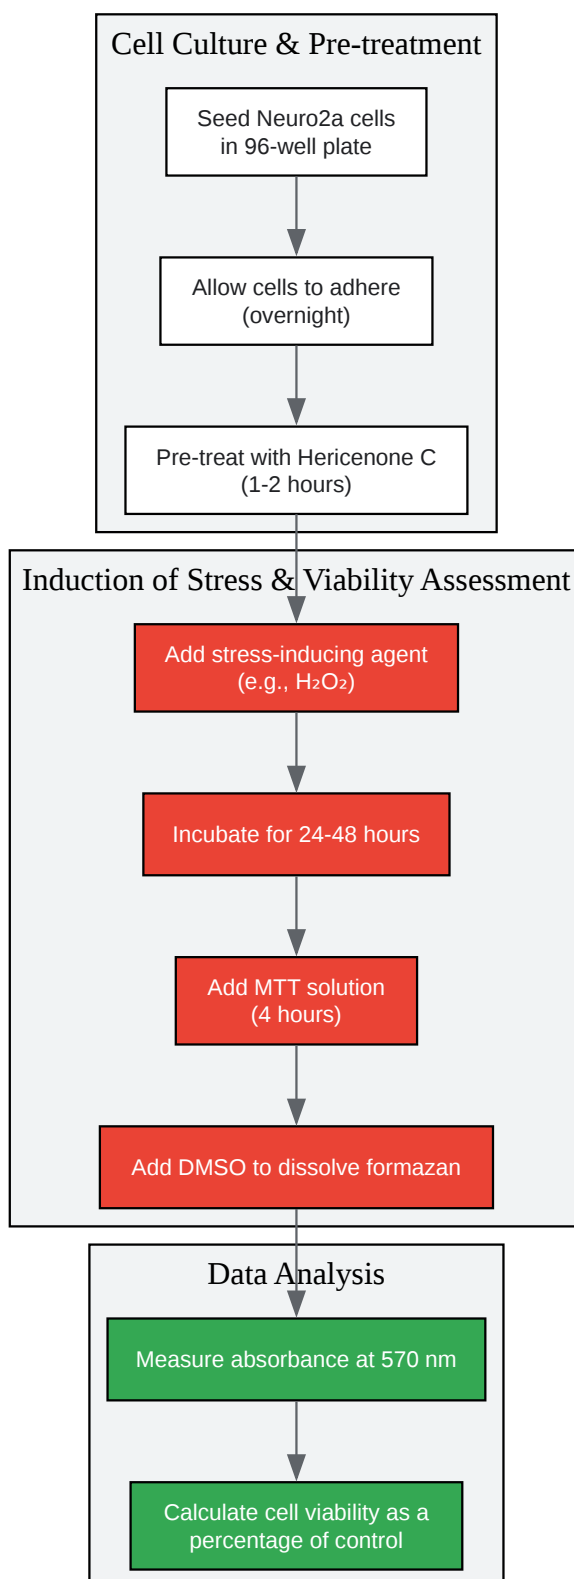 Cell Culture & Pre-treatment
Seed Neuro2a cells
in 96-well plate
Allow cells to adhere
(overnight)
Pre-treat with Hericenone C
(1-2 hours)
Induction of Stress & Viability Assessment
Add stress-inducing agent
(e.g., H₂O₂)
Incubate for 24-48 hours
Add MTT solution
(4 hours)
Add DMSO to dissolve formazan
Data Analysis
Measure absorbance at 570 nm
Calculate cell viability as a
percentage of control